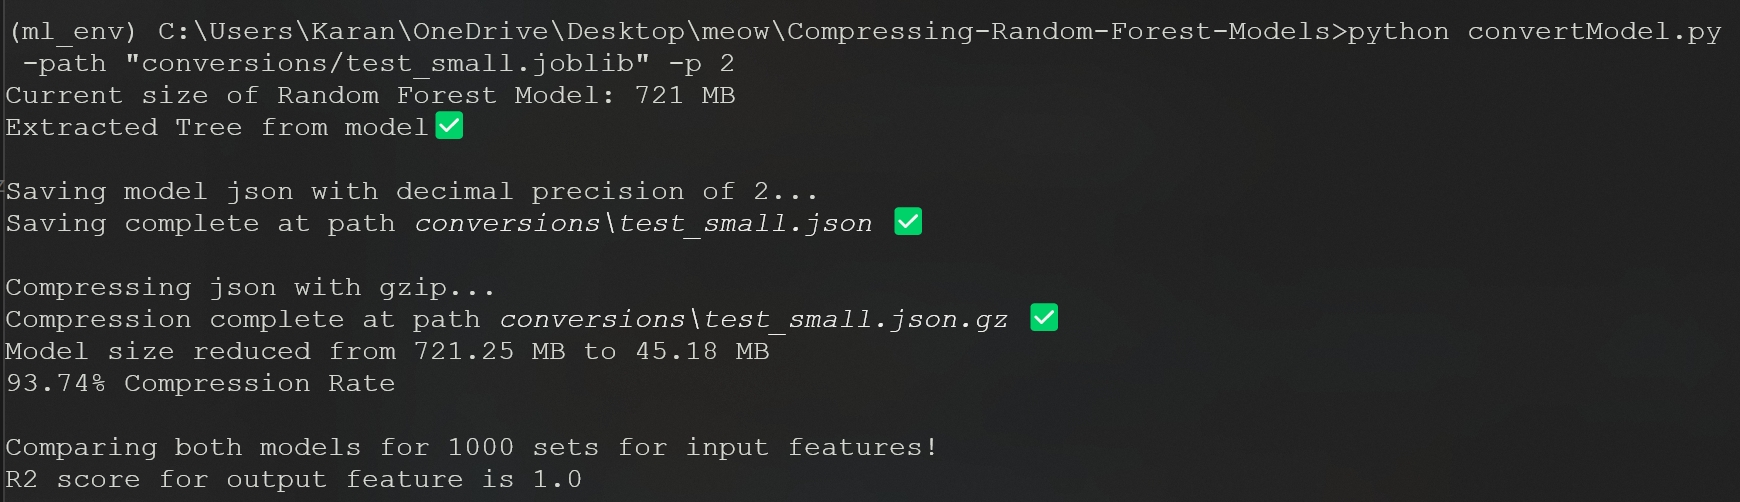 (ml_env) C:\Users\Karan\OneDrive\Desktop\meow\Compressing-Random-Forest-Models>python convertModel.py
-path "conversions/test_small.joblib" -p 2
Current size of Random Forest Model: 721 MB
Extracted Tree from model✅
Saving model json with decimal precision of 2...
Saving complete at path conversions\test_small.json ✅
Compressing json with gzip...
Compression complete at path conversions\test_small.json.gz ✅
Model size reduced from 721.25 MB to 45.18 MB
93.74% Compression Rate
Comparing both models for 1000 sets for input features!
R2 score for output feature is 1.0